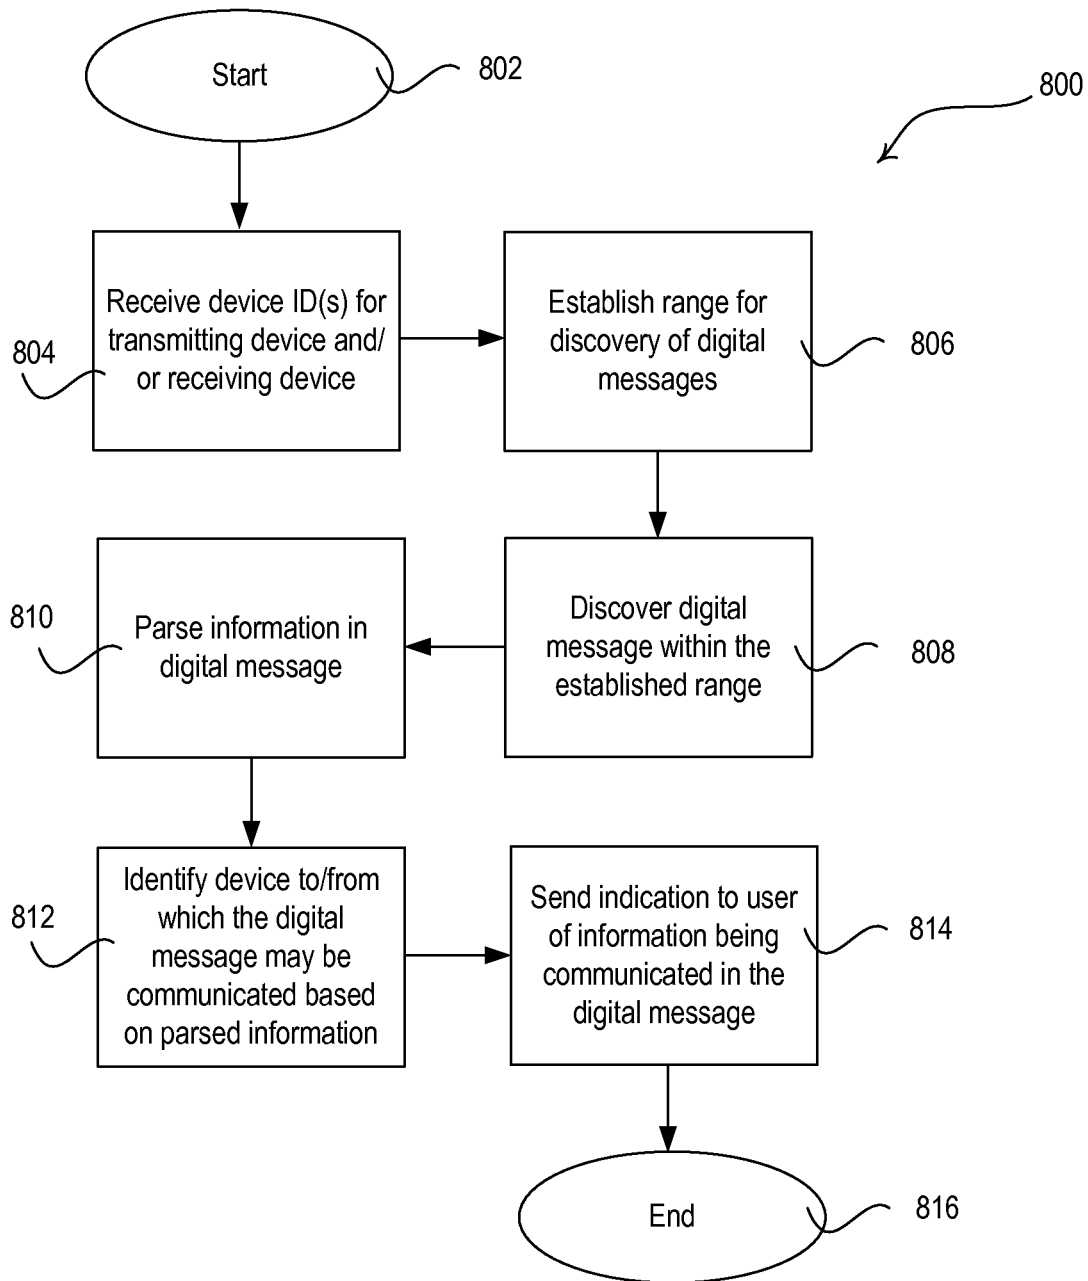 Start
802
800
Receive device ID(s) for
transmitting device and/
or receiving device
804
Establish range for
discovery of digital
messages
806
Discover digital
message within the
established range
808
Parse information in
digital message
810
Identify device to/from
which the digital
message may be
communicated based
on parsed information
812
Send indication to user
of information being
communicated in the
digital message
814
End
816